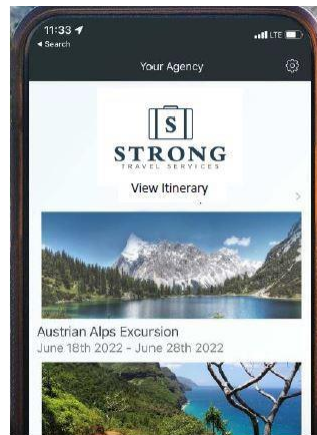 11:33
LTE
◀ Search
Your Agency
S
STRONG
TRAVEL SERVICES
View Itinerary
Austrian Alps Excursion
June 18th 2022 - June 28th 2022